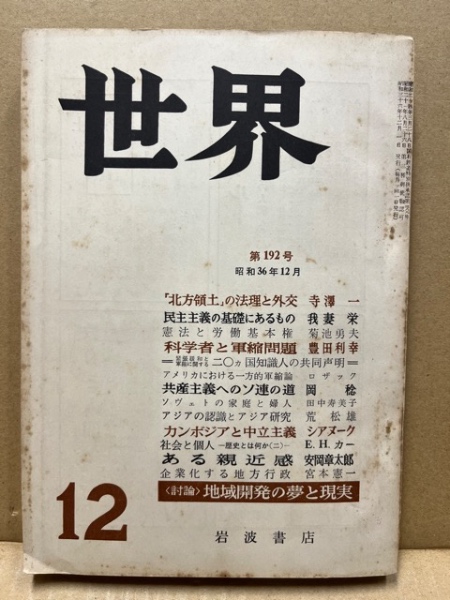 世界
第192号
昭和36年12月
「北方領土」の法理と外交 寺澤一
民主主義の基礎にあるもの 我妻栄
憲法と労働基本権 菊池勇夫
科学者と軍縮問題 豊田利幸
二〇カ国知識人の共同声明
アメリカにおける一方的軍縮論 ロザック
共産主義へのソ連の道 岡稔
ソヴェトの家庭と婦人 田中寿美子
アジアの認識とアジア研究 荒松雄
カンボジアと中立主義 シアヌーク
社会と個人 —歴史とは何か(二)— E.H.カー
ある親近感 安岡章太郎
企業化する地方行政 宮本憲一
〈討論〉地域開発の夢と現実
12
岩波書店